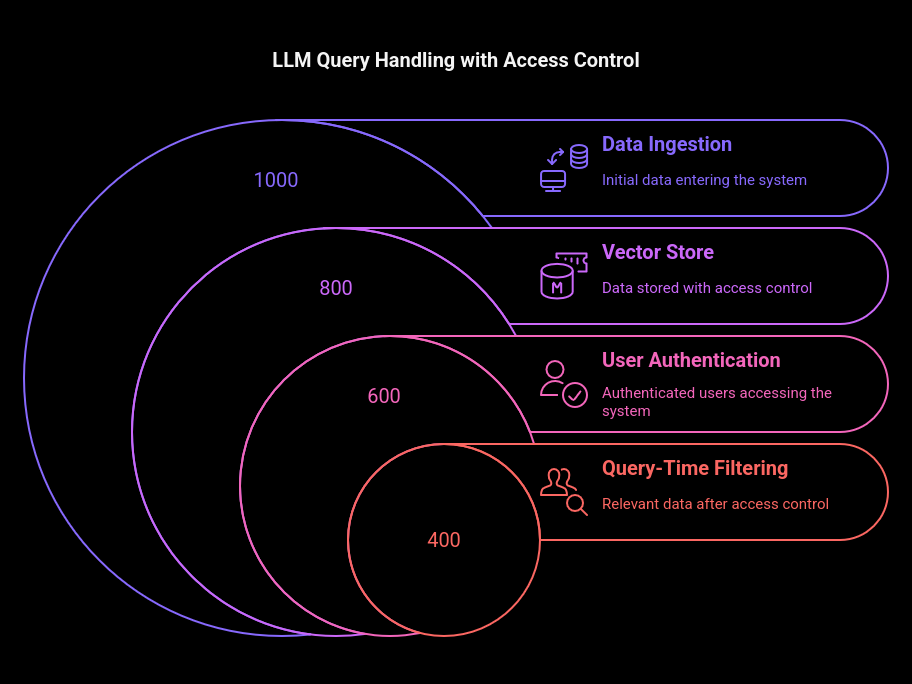 LLM Query Handling with Access Control
1000
Data Ingestion
Initial data entering the system
800
Vector Store
Data stored with access control
M
600
User Authentication
Authenticated users accessing the
system
400
Query-Time Filtering
Relevant data after access control